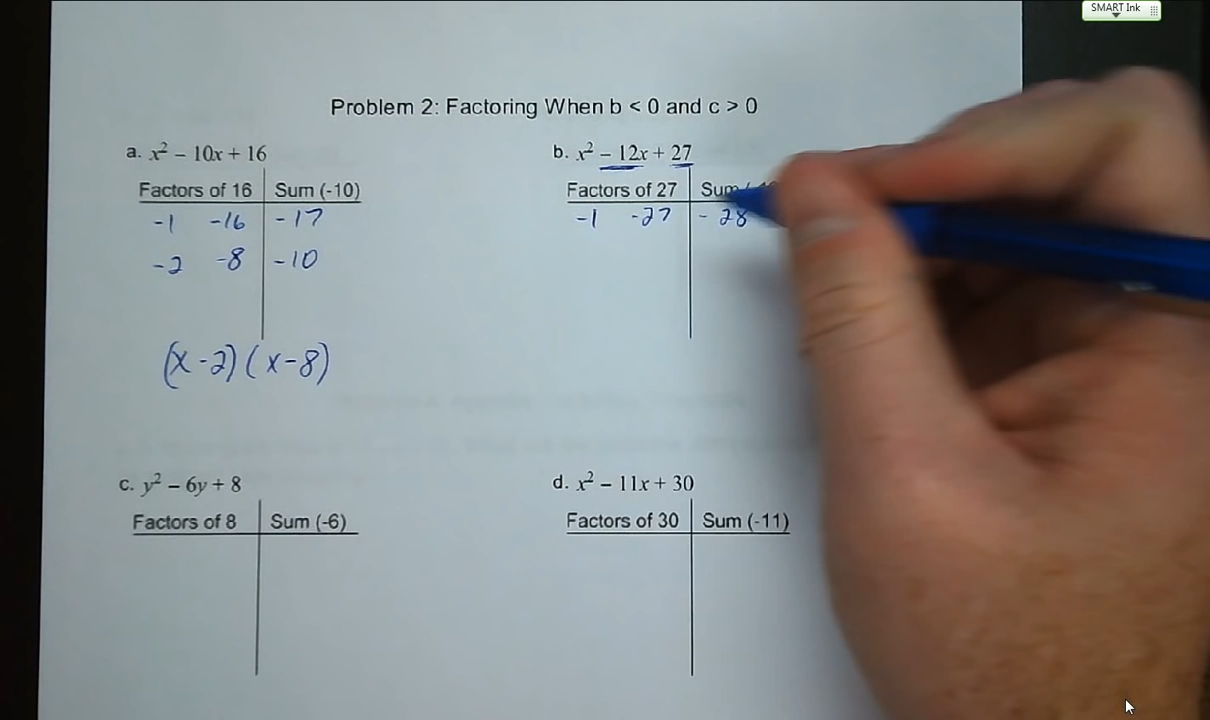 SMART Ink
Problem 2: Factoring When b < 0 and c > 0
a. x² – 10x + 16
Factors of 16 Sum (-10)
-1 -16 -17
-2 -8 -10
(x -2)(x-8)
b. x² – 12x + 27
Factors of 27 Sum
-1 -27 -28
c. y² – 6y + 8
Factors of 8 Sum (-6)
d. x² – 11x + 30
Factors of 30 Sum (-11)